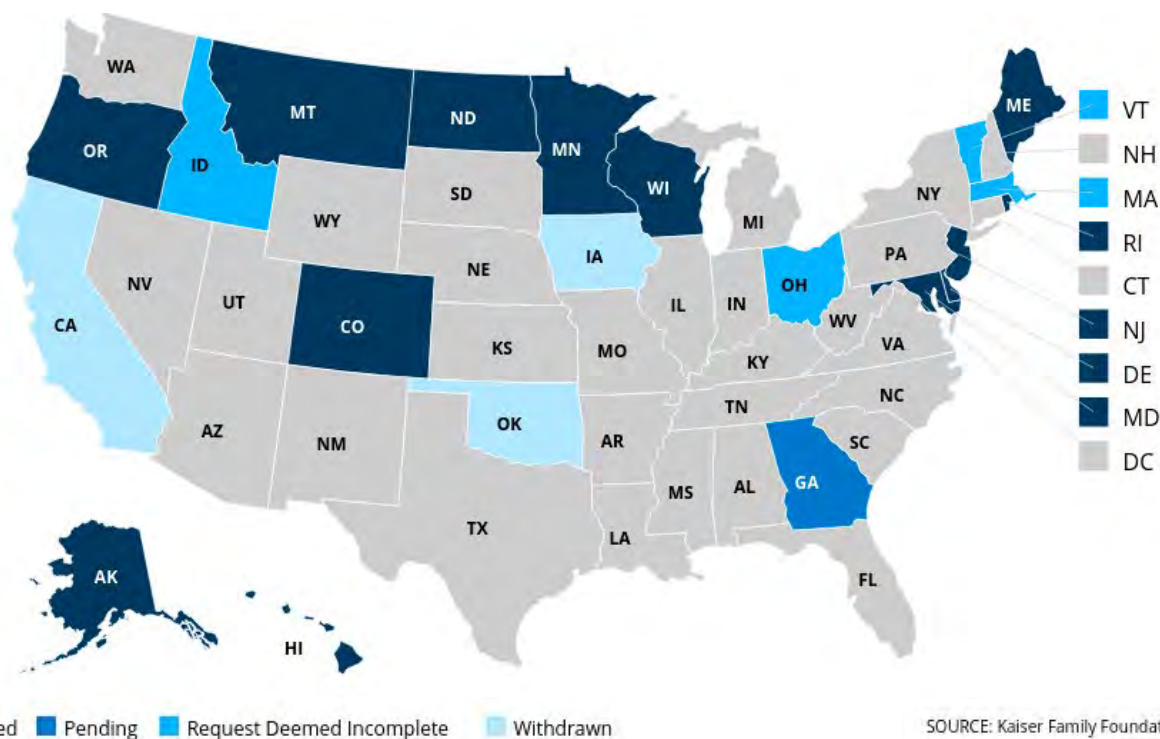 WA
ME
VT
MT
ND
OR
MN
NH
ID
WI
SD
NY
MA
WY
MI
RI
IA
PA
NE
CT
NV
OH
UT
IL
IN
NJ
CA
CO
WV
KS
MO
VA
DE
KY
NC
TN
MD
OK
AZ
NM
AR
SC
DC
MS
AL
GA
TX
LA
AK
FL
HI
ed
Pending
Request Deemed Incomplete
Withdrawn
SOURCE: Kaiser Family Foundat